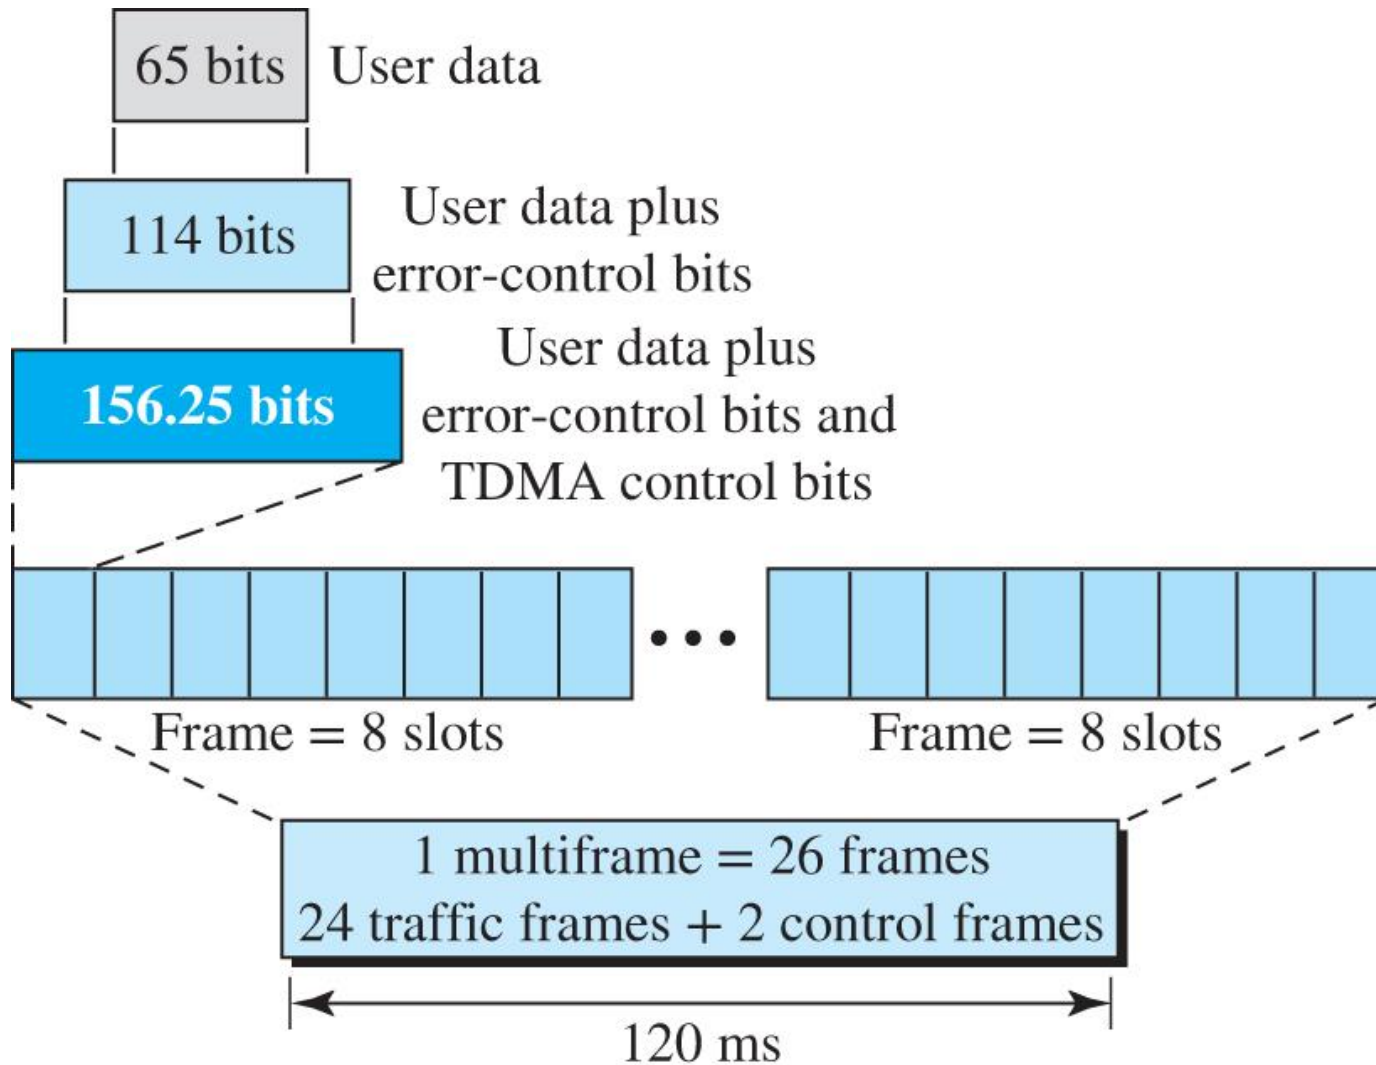 65 bits User data
114 bits
User data plus
error-control bits
156.25 bits
User data plus
error-control bits and
TDMA control bits
Frame = 8 slots
Frame = 8 slots
1 multiframe = 26 frames
24 traffic frames + 2 control frames
120 ms